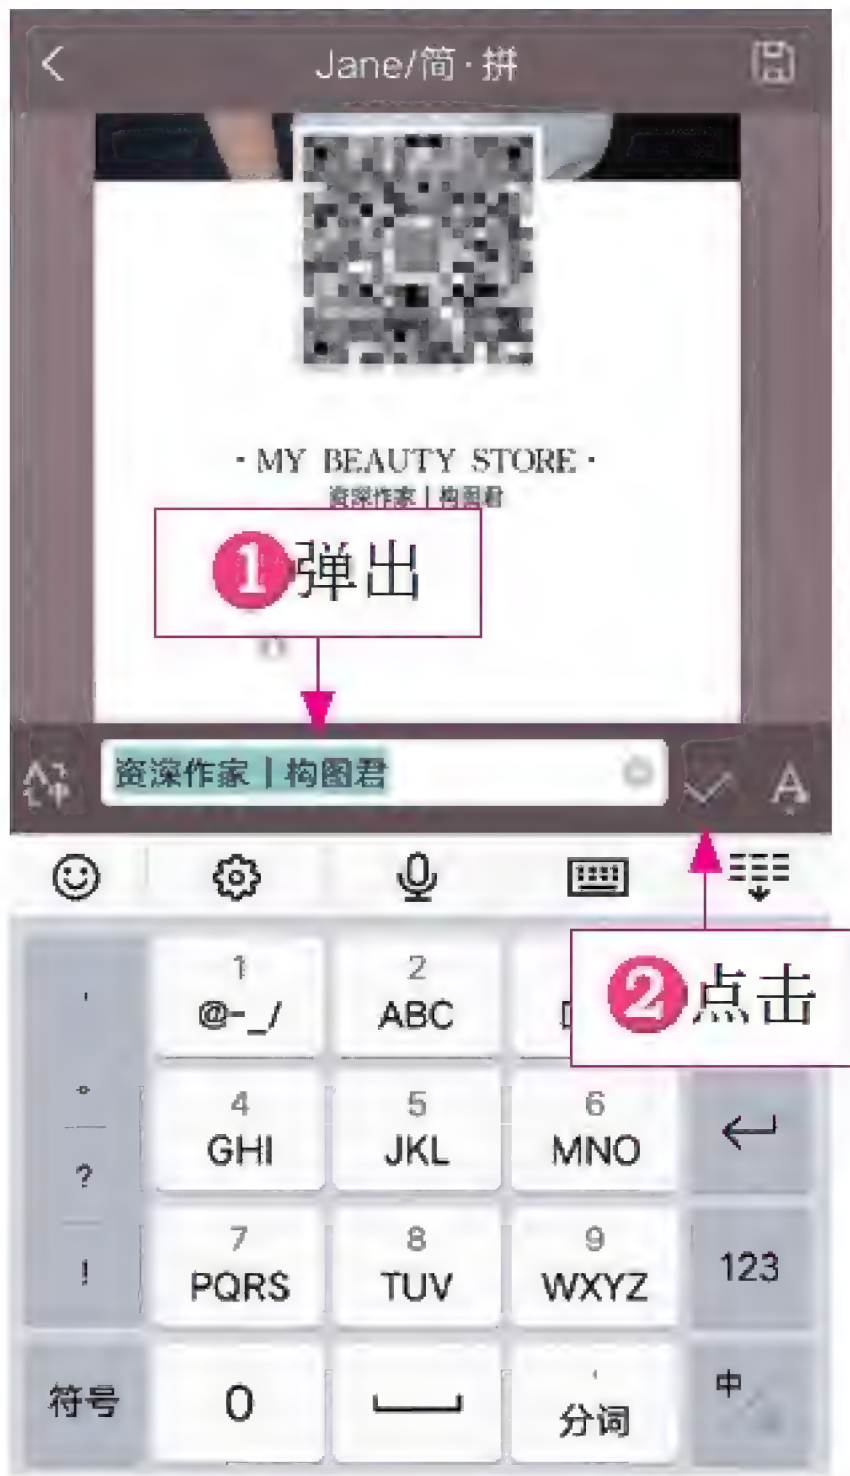 Jane/简·拼
· MY BEAUTY STORE ·
资深作家 | 构图君
1 弹出
资深作家 | 构图君
2 点击
1
@-_/
2
ABC
4
GHI
5
JKL
6
MNO
7
PQRS
8
TUV
9
WXYZ
。
?
!
123
符号
0
分词
中